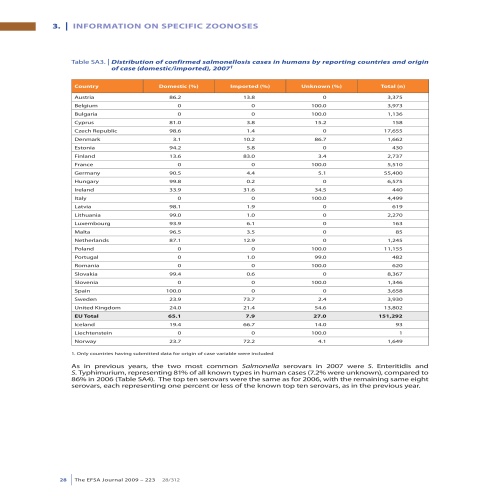 3. | INFORMATION ON SPECIFIC ZOONOSES
Table SA3. | Distribution of confirmed salmonellosis cases in humans by reporting countries and origin
of case (domestic/imported), 2007¹
Country Domestic (%) Imported (%) Unknown (%) Total (n)
Austria 86.2 13.8 0 3,375
Belgium 0 0 100.0 3,973
Bulgaria 0 0 100.0 1,136
Cyprus 81.0 3.8 15.2 158
Czech Republic 98.6 1.4 0 17,655
Denmark 3.1 10.2 86.7 1,662
Estonia 94.2 5.8 0 430
Finland 13.6 83.0 3.4 2,737
France 0 0 100.0 5,510
Germany 90.5 4.4 5.1 55,400
Hungary 99.8 0.2 0 6,575
Ireland 33.9 31.6 34.5 440
Italy 0 0 100.0 4,499
Latvia 98.1 1.9 0 619
Lithuania 99.0 1.0 0 2,270
Luxembourg 93.9 6.1 0 163
Malta 96.5 3.5 0 85
Netherlands 87.1 12.9 0 1,245
Poland 0 0 100.0 11,155
Portugal 0 1.0 99.0 482
Romania 0 0 100.0 620
Slovakia 99.4 0.6 0 8,367
Slovenia 0 0 100.0 1,346
Spain 100.0 0 0 3,658
Sweden 23.9 73.7 2.4 3,930
United Kingdom 24.0 21.4 54.6 13,802
EU Total 65.1 7.9 27.0 151,292
Iceland 19.4 66.7 14.0 93
Liechtenstein 0 0 100.0 1
Norway 23.7 72.2 4.1 1,649
1. Only countries having submitted data for origin of case variable were included
As in previous years, the two most common Salmonella serovars in 2007 were S. Enteritidis and
S. Typhimurium, representing 81% of all known types in human cases (7.2% were unknown), compared to
86% in 2006 (Table SA4). The top ten serovars were the same as for 2006, with the remaining same eight
serovars, each representing one percent or less of the known top ten serovars, as in the previous year.
28 | The EFSA Journal 2009 – 223 28/312